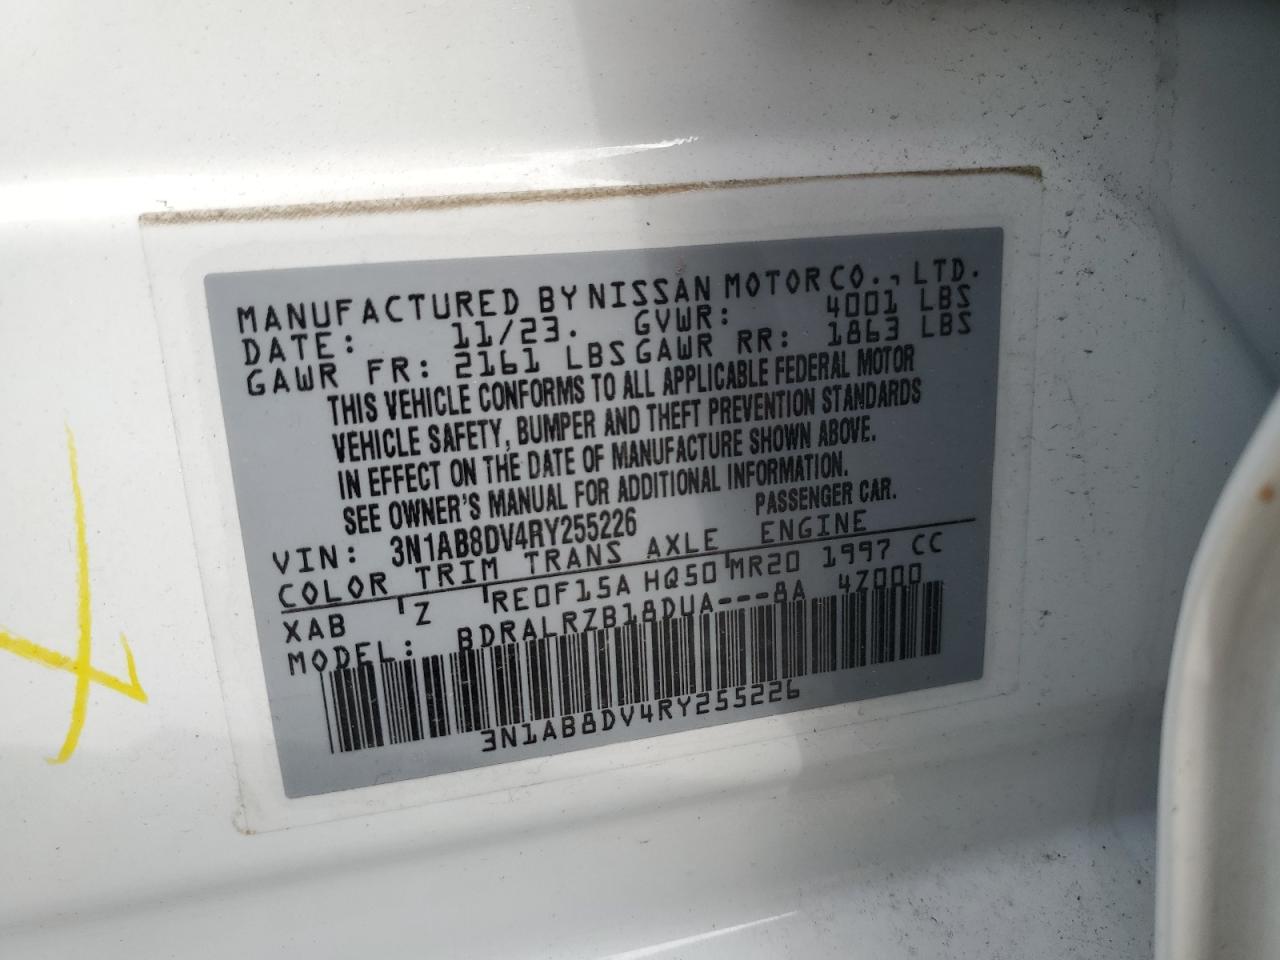 MANUFACTURED BY NISSAN MOTOR CO., LTD.
DATE: 11/23. GVWR: 4001 LBS
GAWR FR: 2161 LBS GAWR RR: 1863 LBS
THIS VEHICLE CONFORMS TO ALL APPLICABLE FEDERAL MOTOR
VEHICLE SAFETY, BUMPER AND THEFT PREVENTION STANDARDS
IN EFFECT ON THE DATE OF MANUFACTURE SHOWN ABOVE.
SEE OWNER'S MANUAL FOR ADDITIONAL INFORMATION.
VIN: 3N1AB8DV4RY255226 PASSENGER CAR.
COLOR TRIM TRANS AXLE ENGINE
XAB Z RE0F15A HQ50 MR20 1997 CC
MODEL: BDRALRZB18DUA---8A 4Z000
3N1AB8DV4RY255226